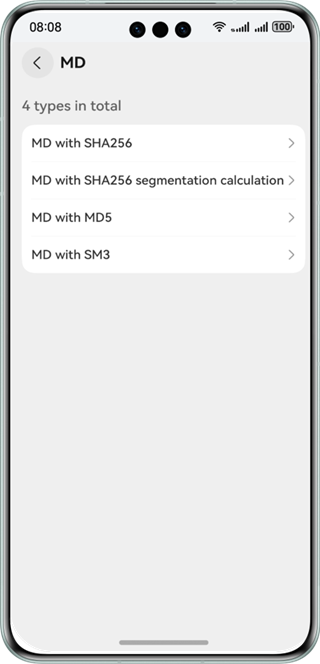 08:08
100
MD
4 types in total
MD with SHA256
MD with SHA256 segmentation calculation
MD with MD5
MD with SM3